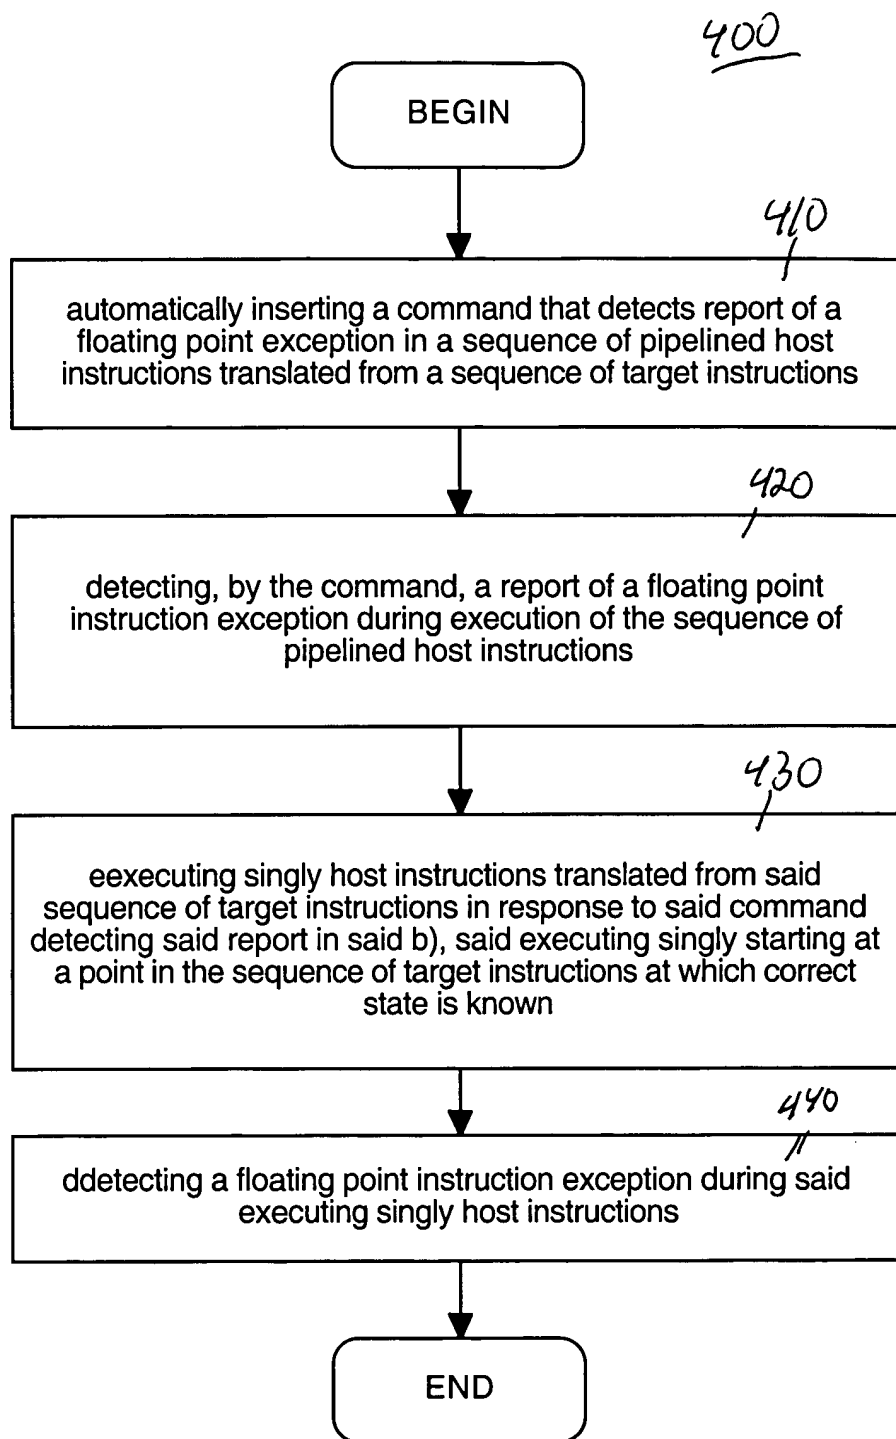 400
BEGIN
410
automatically inserting a command that detects report of a
floating point exception in a sequence of pipelined host
instructions translated from a sequence of target instructions
420
detecting, by the command, a report of a floating point
instruction exception during execution of the sequence of
pipelined host instructions
430
eexecuting singly host instructions translated from said
sequence of target instructions in response to said command
detecting said report in said b), said executing singly starting at
a point in the sequence of target instructions at which correct
state is known
440
ddetecting a floating point instruction exception during said
executing singly host instructions
END